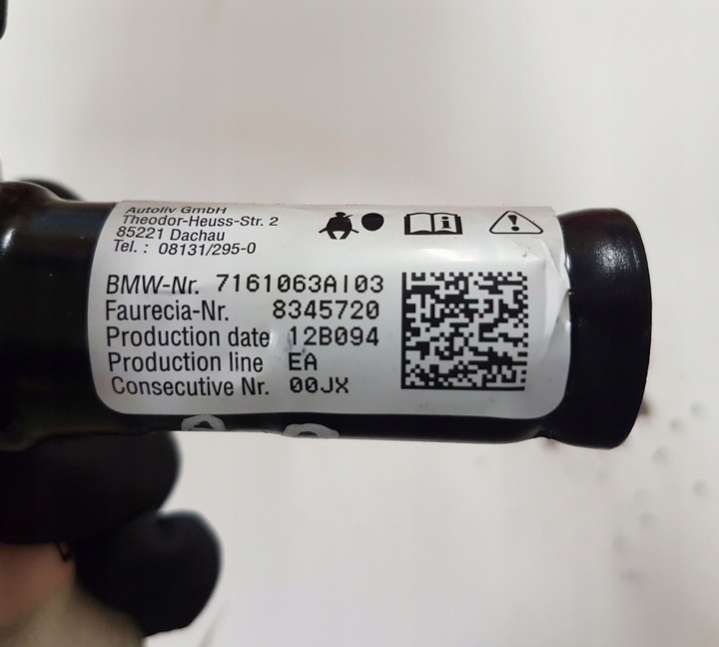 Autoliv GmbH
Theodor-Heuss-Str. 2
85221 Dachau
Tel. : 08131/295-0
BMW-Nr. 7161063AI03
Faurecia-Nr. 8345720
Production date 12B094
Production line EA
Consecutive Nr. 00JX